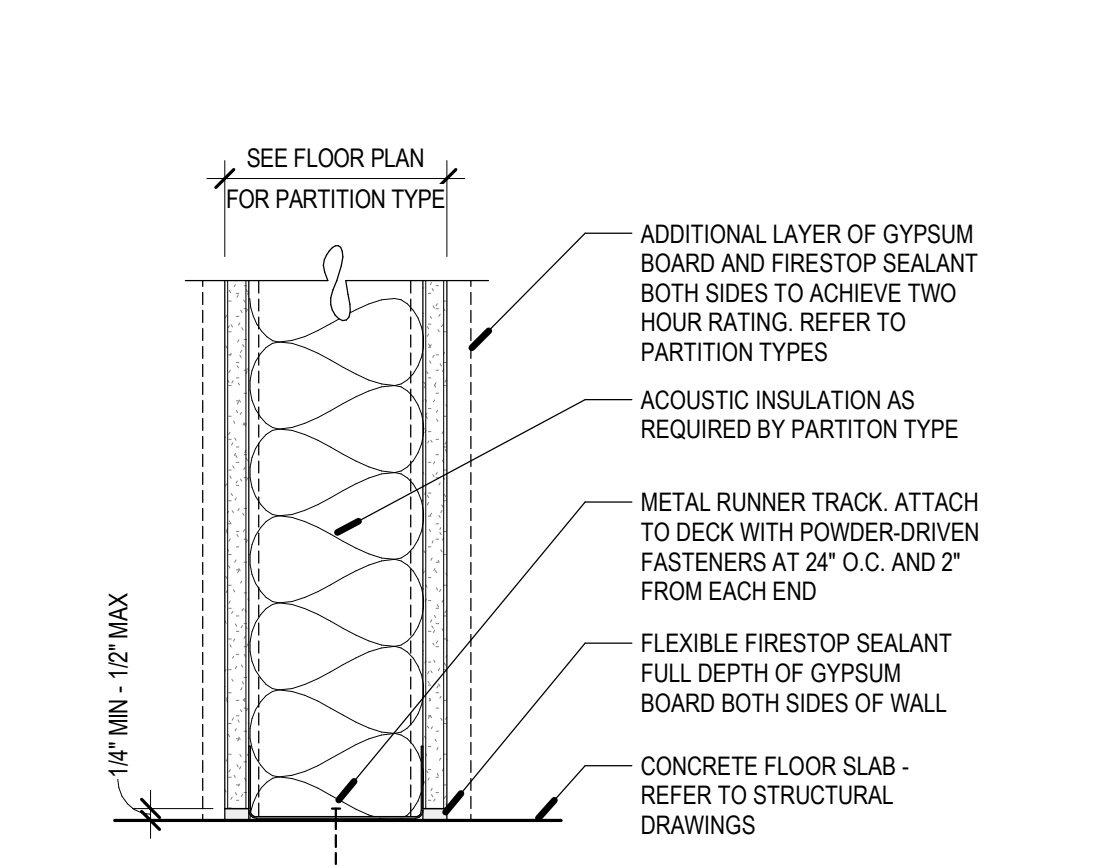 SEE FLOOR PLAN
FOR PARTITION TYPE
ADDITIONAL LAYER OF GYPSUM
BOARD AND FIRESTOP SEALANT
BOTH SIDES TO ACHIEVE TWO
HOUR RATING. REFER TO
PARTITION TYPES
ACOUSTIC INSULATION AS
REQUIRED BY PARTITON TYPE
METAL RUNNER TRACK. ATTACH
TO DECK WITH POWDER-DRIVEN
FASTENERS AT 24" O.C. AND 2"
FROM EACH END
FLEXIBLE FIRESTOP SEALANT
FULL DEPTH OF GYPSUM
BOARD BOTH SIDES OF WALL
CONCRETE FLOOR SLAB -
REFER TO STRUCTURAL
DRAWINGS
1/4" MIN - 1/2" MAX